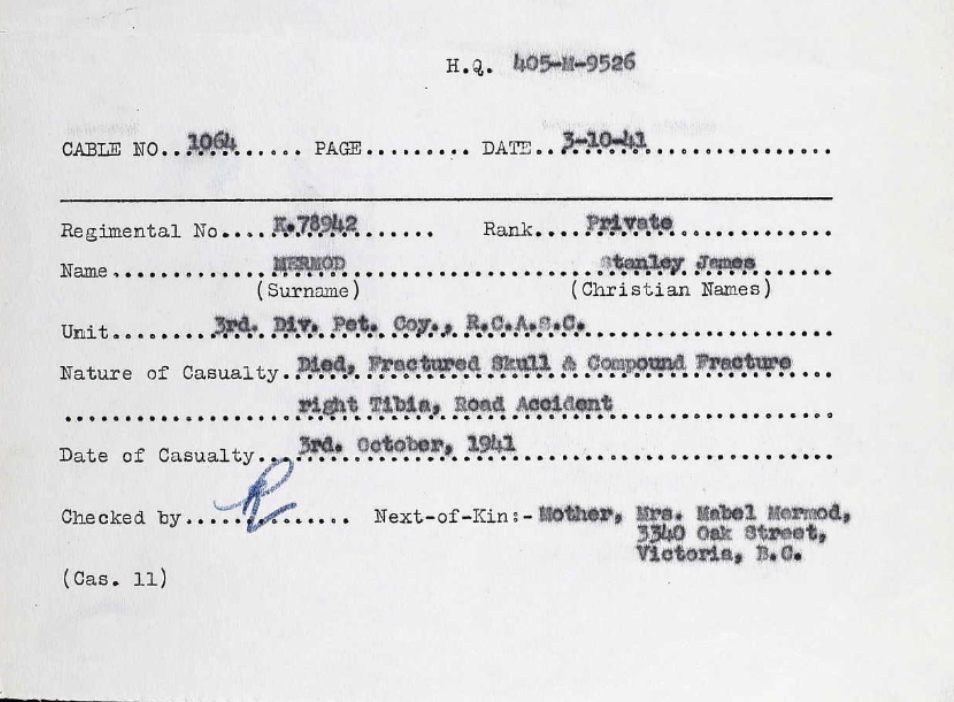 H.Q. 405-M-9526
CABLE NO..1064...... PAGE......... DATE..3-10-41..................
Regimental No....K.78942....... Rank....Private..............
Name.............MERMOD....................Stanley James.......
(Surname) (Christian Names)
Unit.........3rd. Div. Pet. Coy., R.C.A.S.C......................
Nature of Casualty..Died, Fractured Skull & Compound Fracture...
....................right Tibia, Road Accident...................
Date of Casualty....3rd. October, 1941...........................
Checked by............... Next-of-Kin:- Mother, Mrs. Mabel Mermod,
3340 Oak Street,
Victoria, B.C.
(Cas. 11)